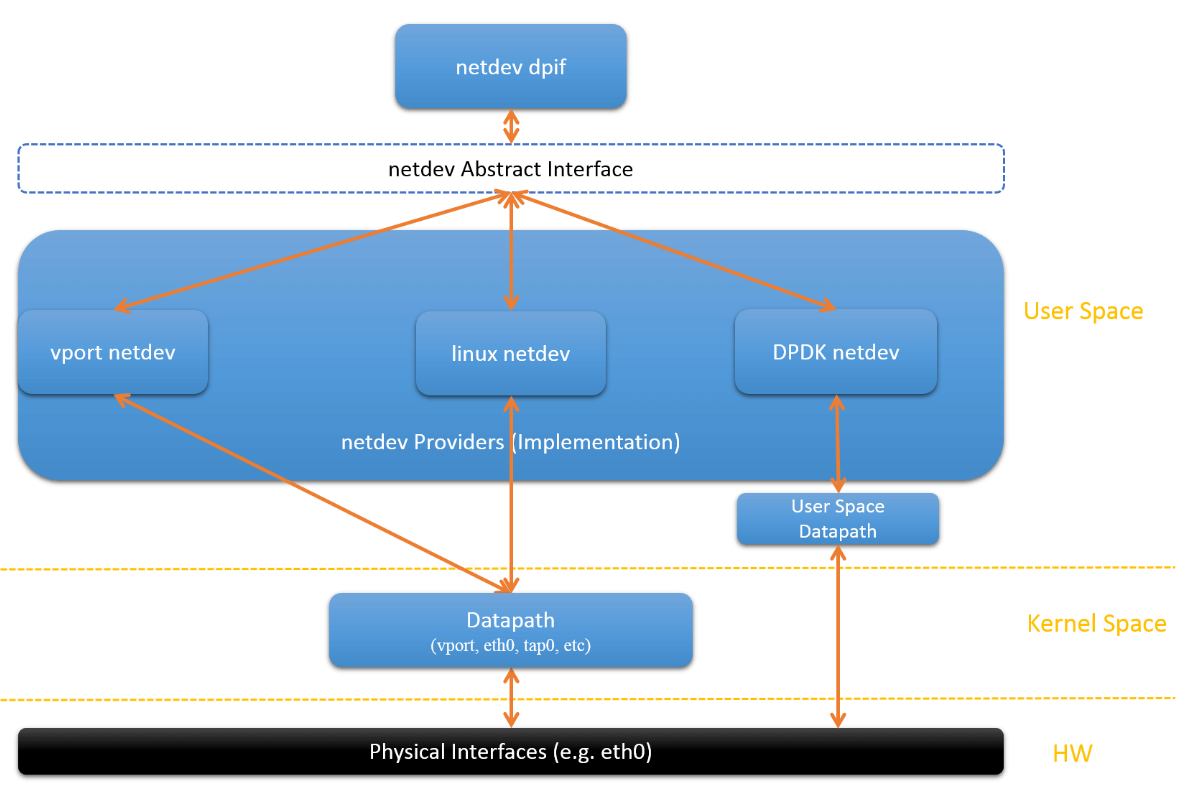 netdev dpif
netdev Abstract Interface
User Space
vport netdev
linux netdev
DPDK netdev
netdev Providers (Implementation)
User Space
Datapath
Datapath
(vport, eth0, tap0, etc)
Kernel Space
Physical Interfaces (e.g. eth0)
HW